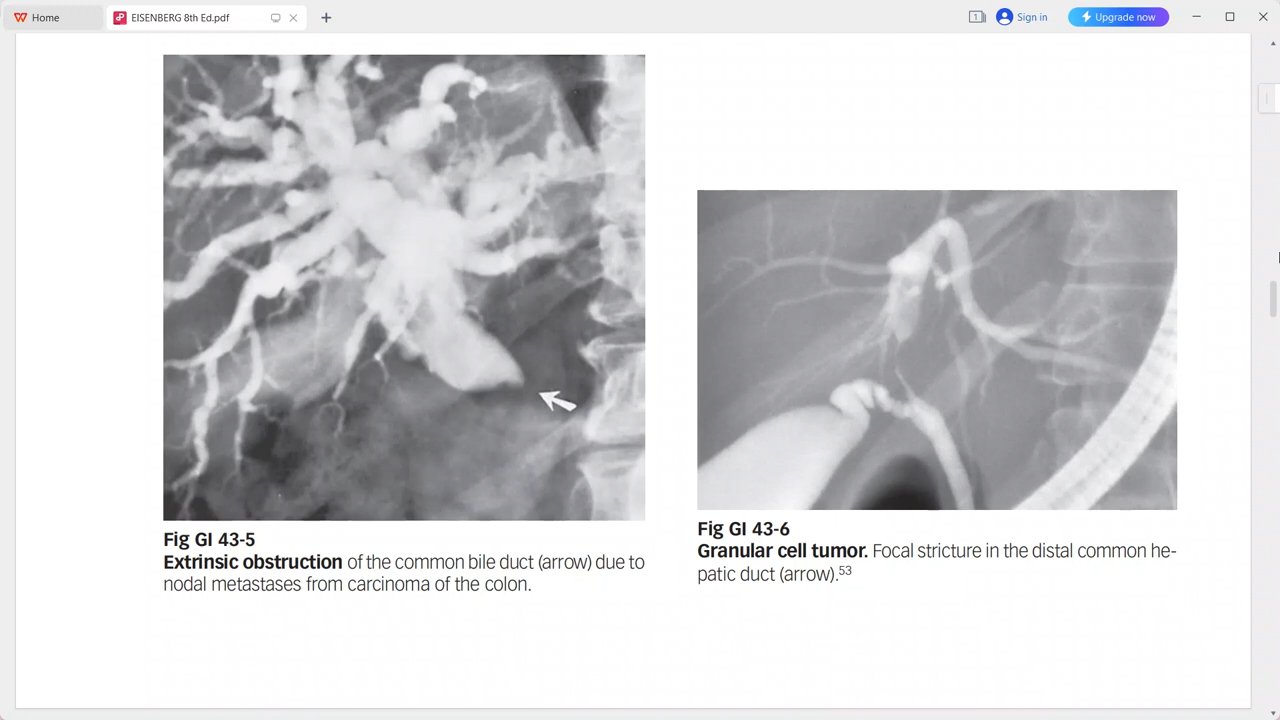 Home
EISENBERG 8th Ed.pdf
1
Sign in
Upgrade now
Fig GI 43-5
Extrinsic obstruction of the common bile duct (arrow) due to
nodal metastases from carcinoma of the colon.
Fig GI 43-6
Granular cell tumor. Focal stricture in the distal common he-
patic duct (arrow).53